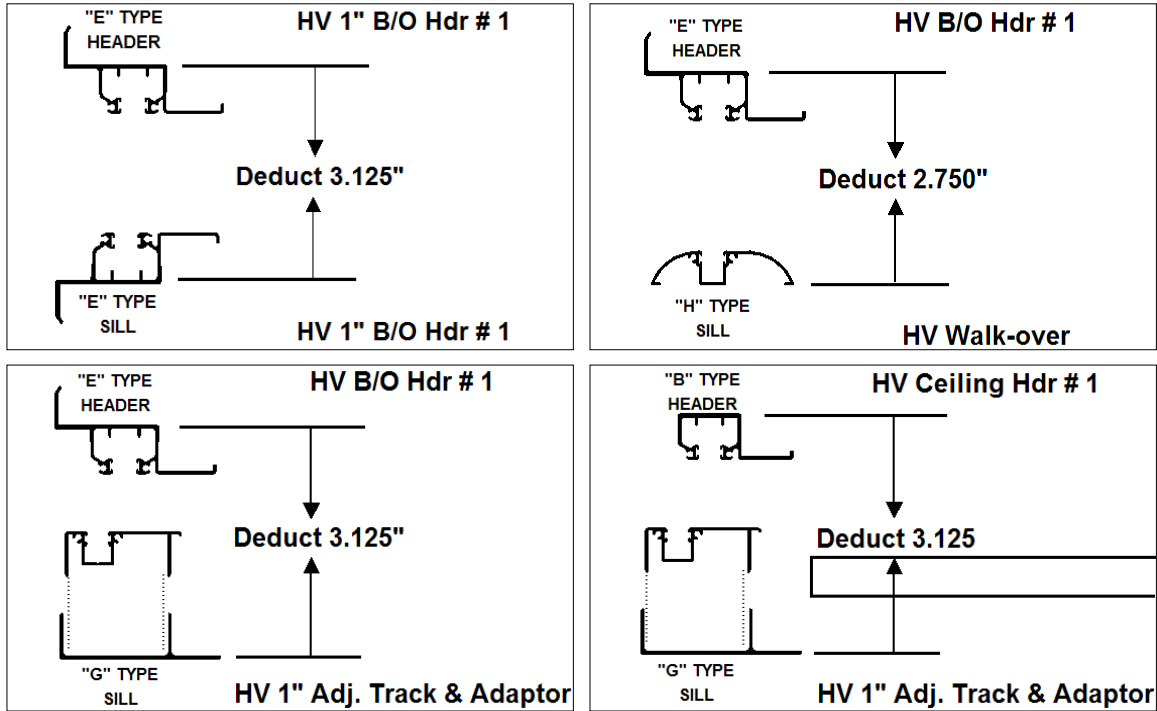 "E" TYPE
HEADER
HV 1" B/O Hdr # 1
Deduct 3.125"
"E" TYPE
SILL
HV 1" B/O Hdr # 1
"E" TYPE
HEADER
HV B/O Hdr # 1
Deduct 2.750"
"H" TYPE
SILL
HV Walk-over
"E" TYPE
HEADER
HV B/O Hdr # 1
Deduct 3.125"
"G" TYPE
SILL
HV 1" Adj. Track & Adaptor
"B" TYPE
HEADER
HV Ceiling Hdr # 1
Deduct 3.125
"G" TYPE
SILL
HV 1" Adj. Track & Adaptor